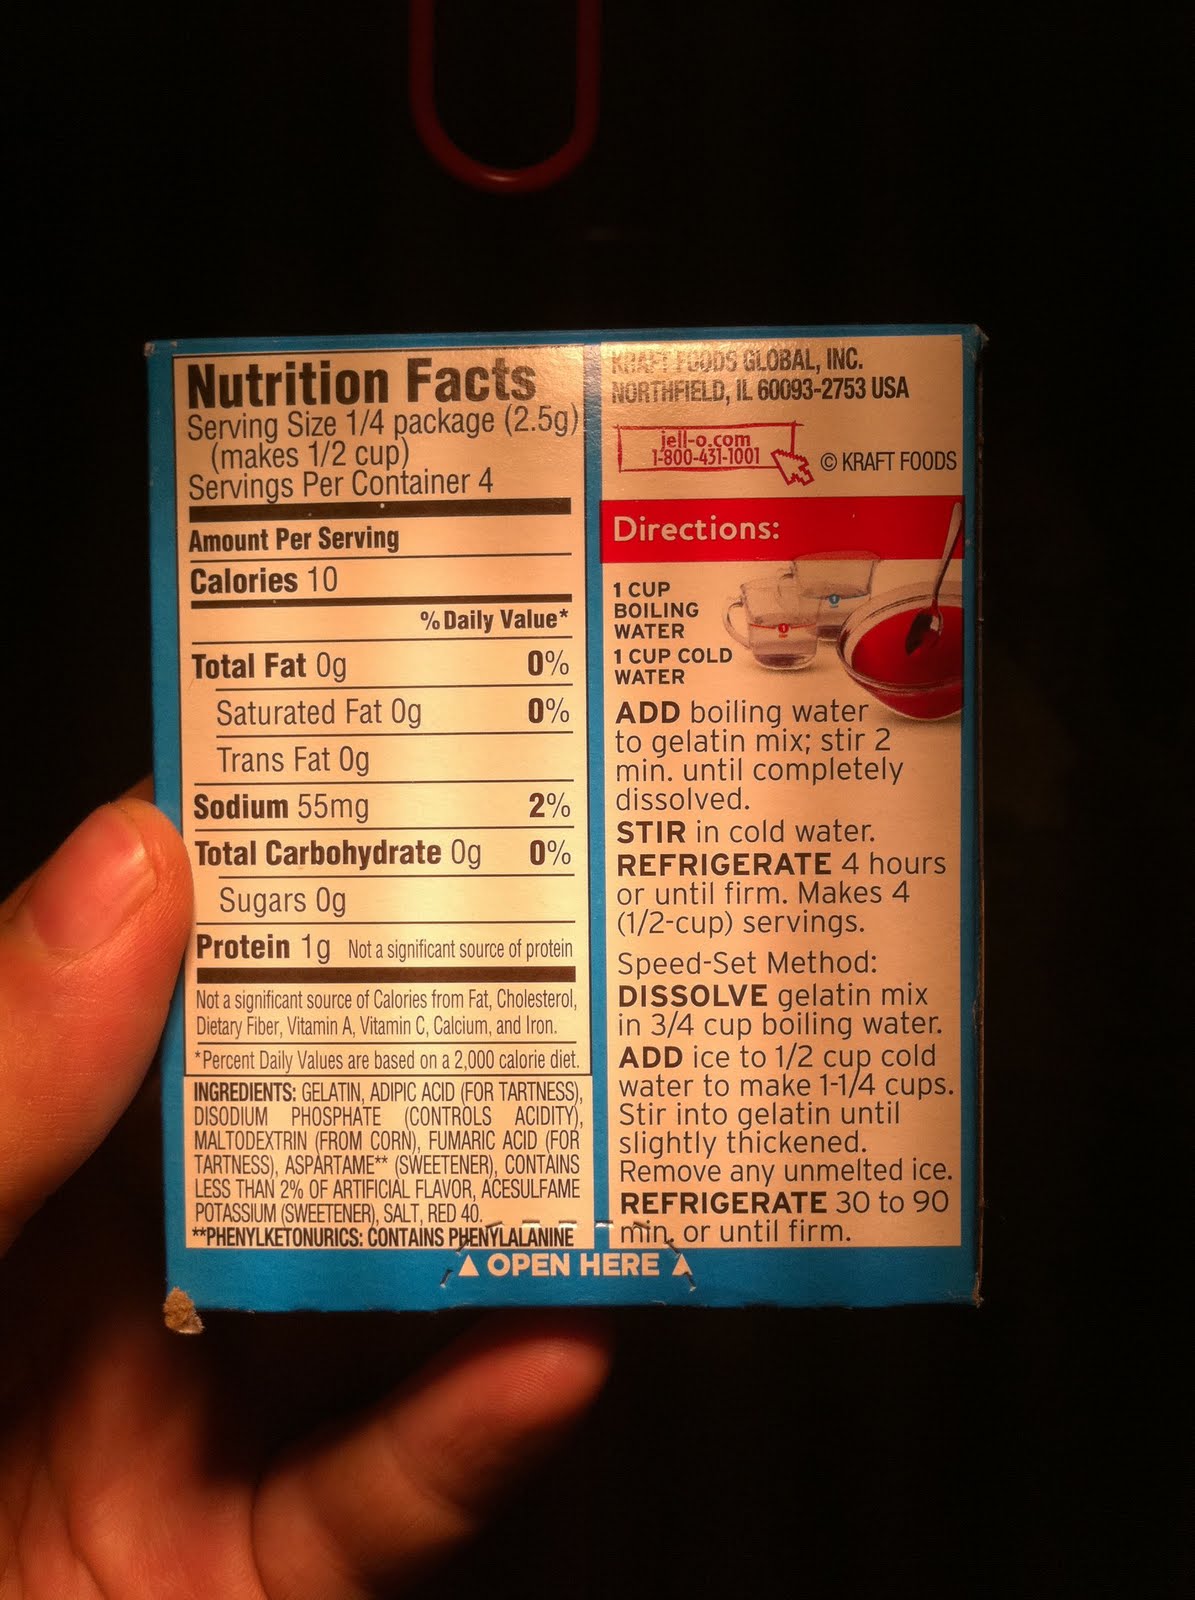 Nutrition Facts
Serving Size 1/4 package (2.5g)
(makes 1/2 cup)
Servings Per Container 4
Amount Per Serving
Calories 10
% Daily Value*
Total Fat 0g 0%
Saturated Fat 0g 0%
Trans Fat 0g
Sodium 55mg 2%
Total Carbohydrate 0g 0%
Sugars 0g
Protein 1g Not a significant source of protein
Not a significant source of Calories from Fat, Cholesterol,
Dietary Fiber, Vitamin A, Vitamin C, Calcium, and Iron.
*Percent Daily Values are based on a 2,000 calorie diet.
INGREDIENTS: GELATIN, ADIPIC ACID (FOR TARTNESS),
DISODIUM PHOSPHATE (CONTROLS ACIDITY),
MALTODEXTRIN (FROM CORN), FUMARIC ACID (FOR
TARTNESS), ASPARTAME** (SWEETENER), CONTAINS
LESS THAN 2% OF ARTIFICIAL FLAVOR, ACESULFAME
POTASSIUM (SWEETENER), SALT, RED 40.
**PHENYLKETONURICS: CONTAINS PHENYLALANINE
KRAFT FOODS GLOBAL, INC.
NORTHFIELD, IL 60093-2753 USA
jell-o.com
1-800-431-1001
© KRAFT FOODS
Directions:
1 CUP
BOILING
WATER
1 CUP COLD
WATER
ADD boiling water
to gelatin mix; stir 2
min. until completely
dissolved.
STIR in cold water.
REFRIGERATE 4 hours
or until firm. Makes 4
(1/2-cup) servings.
Speed-Set Method:
DISSOLVE gelatin mix
in 3/4 cup boiling water.
ADD ice to 1/2 cup cold
water to make 1-1/4 cups.
Stir into gelatin until
slightly thickened.
Remove any unmelted ice.
REFRIGERATE 30 to 90
min. or until firm.
▲ OPEN HERE ▲